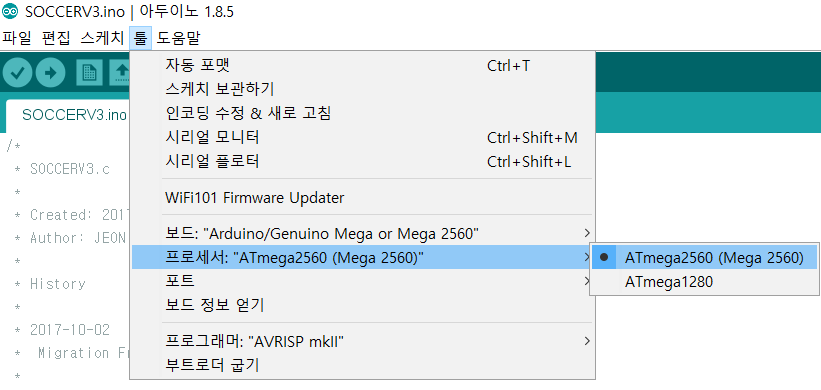 SOCCERV3.ino | 아두이노 1.8.5
파일 편집 스케치 툴 도움말
SOCCERV3.ino
자동 포맷 Ctrl+T
스케치 보관하기
인코딩 수정 & 새로 고침
시리얼 모니터 Ctrl+Shift+M
시리얼 플로터 Ctrl+Shift+L
WiFi101 Firmware Updater
보드: "Arduino/Genuino Mega or Mega 2560"
프로세서: "ATmega2560 (Mega 2560)"
포트
보드 정보 얻기
프로그래머: "AVRISP mkII"
부트로더 굽기
ATmega2560 (Mega 2560)
ATmega1280
/*
* SOCCERV3.c
*
* Created: 201
* Author: JEON
*
* History
*
* 2017-10-02
* Migration Fr
*